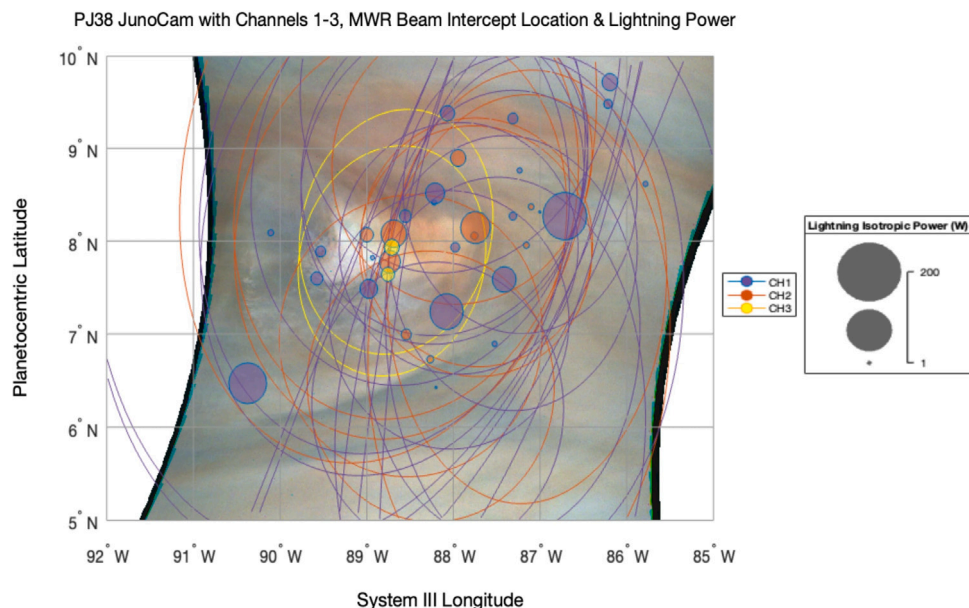 PJ38 JunoCam with Channels 1-3, MWR Beam Intercept Location & Lightning Power
10° N
9° N
8° N
7° N
6° N
5° N
Planetocentric Latitude
92° W 91° W 90° W 89° W 88° W 87° W 86° W 85° W
System III Longitude
CH1
CH2
CH3
Lightning Isotropic Power (W)
200
1